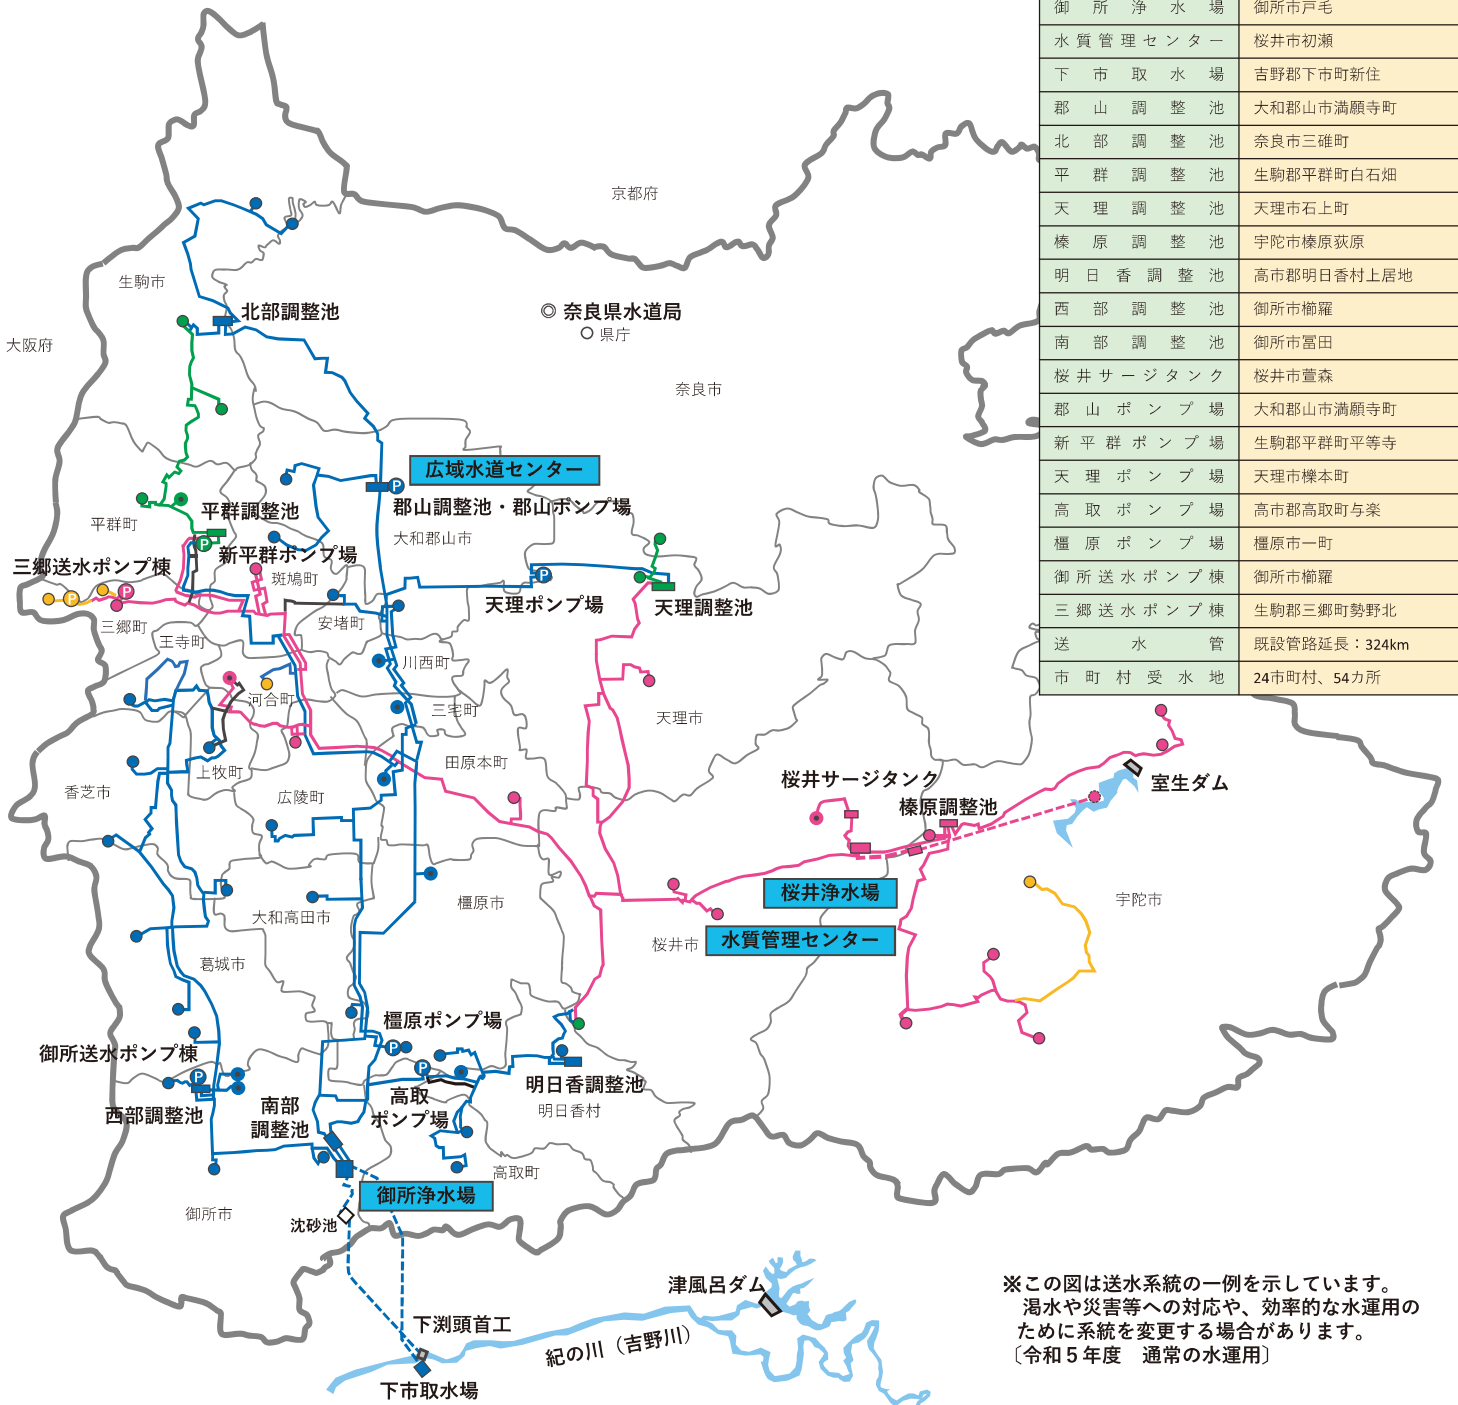 御所浄水場 御所市戸毛
水質管理センター 桜井市初瀬
下市取水場 吉野郡下市町新住
郡山調整池 大和郡山市満願寺町
北部調整池 奈良市三碓町
平群調整池 生駒郡平群町白石畑
天理調整池 天理市石上町
榛原調整池 宇陀市榛原荻原
明日香調整池 高市郡明日香村上居地
西部調整池 御所市櫛羅
南部調整池 御所市冨田
桜井サージタンク 桜井市萱森
郡山ポンプ場 大和郡山市満願寺町
新平群ポンプ場 生駒郡平群町平等寺
天理ポンプ場 天理市櫟本町
高取ポンプ場 高市郡高取町与楽
橿原ポンプ場 橿原市一町
御所送水ポンプ棟 御所市櫛羅
三郷送水ポンプ棟 生駒郡三郷町勢野北
送水管 既設管路延長：324km
市町村受水地 24市町村、54カ所
京都府
生駒市
北部調整池
奈良県水道局
県庁
大阪府
奈良市
広域水道センター
P
郡山調整池・郡山ポンプ場
平群調整池
平群町
大和郡山市
P
新平群ポンプ場
三郷送水ポンプ棟
斑鳩町
P
P
P
天理ポンプ場
天理調整池
三郷町
安堵町
王寺町
川西町
河合町
三宅町
天理市
田原本町
上牧町
香芝市
広陵町
桜井サージタンク
榛原調整池
室生ダム
桜井浄水場
宇陀市
橿原市
大和高田市
水質管理センター
桜井市
葛城市
橿原ポンプ場
P
御所送水ポンプ棟
P
P
明日香調整池
西部調整池
南部
調整池
高取
ポンプ場
明日香村
高取町
御所浄水場
御所市
沈砂池
津風呂ダム
下渕頭首工
紀の川（吉野川）
下市取水場
※この図は送水系統の一例を示しています。
渇水や災害等への対応や、効率的な水運用の
ために系統を変更する場合があります。
〔令和５年度　通常の水運用〕